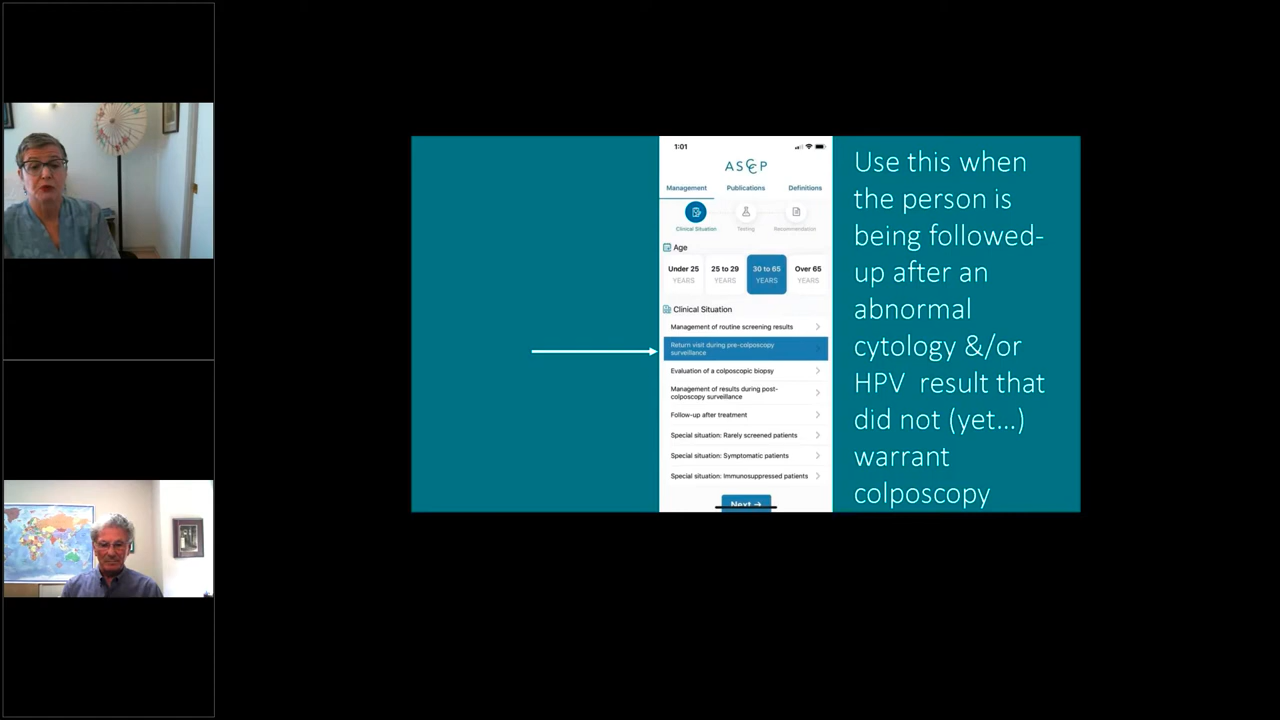 1:01
ASCCP
Management Publications Definitions
Clinical Situation Testing Recommendation
Age
Under 25 25 to 29 30 to 65 Over 65
YEARS YEARS YEARS YEARS
Clinical Situation
Management of routine screening results
Return visit during pre-colposcopy
surveillance
Evaluation of a colposcopic biopsy
Management of results during post-
colposcopy surveillance
Follow-up after treatment
Special situation: Rarely screened patients
Special situation: Symptomatic patients
Special situation: Immunosuppressed patients
Next →
Use this when
the person is
being followed-
up after an
abnormal
cytology &/or
HPV result that
did not (yet...)
warrant
colposcopy